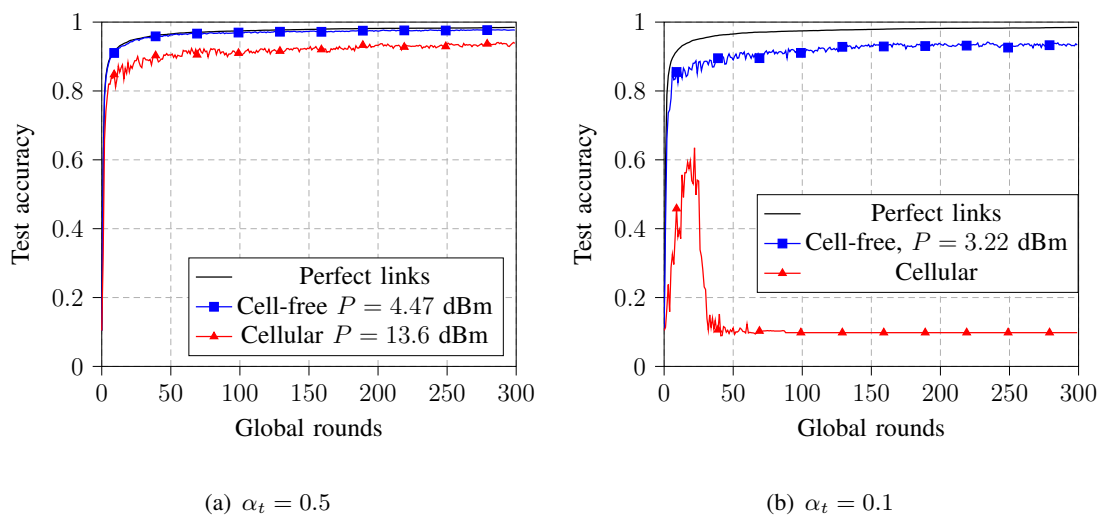 1
0.8
0.6
0.4
0.2
0
Test accuracy
0 50 100 150 200 250 300
Global rounds
Perfect links
Cell-free P = 4.47 dBm
Cellular P = 13.6 dBm
(a) αt = 0.5
1
0.8
0.6
0.4
0.2
0
Test accuracy
0 50 100 150 200 250 300
Global rounds
Perfect links
Cell-free, P = 3.22 dBm
Cellular
(b) αt = 0.1